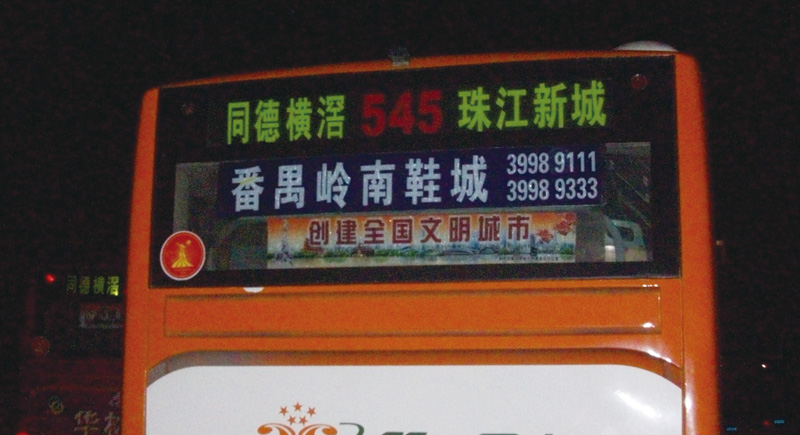 同德横滘 545 珠江新城
番禺岭南鞋城 3998 9111
3998 9333
创建全国文明城市
同德横滘
华